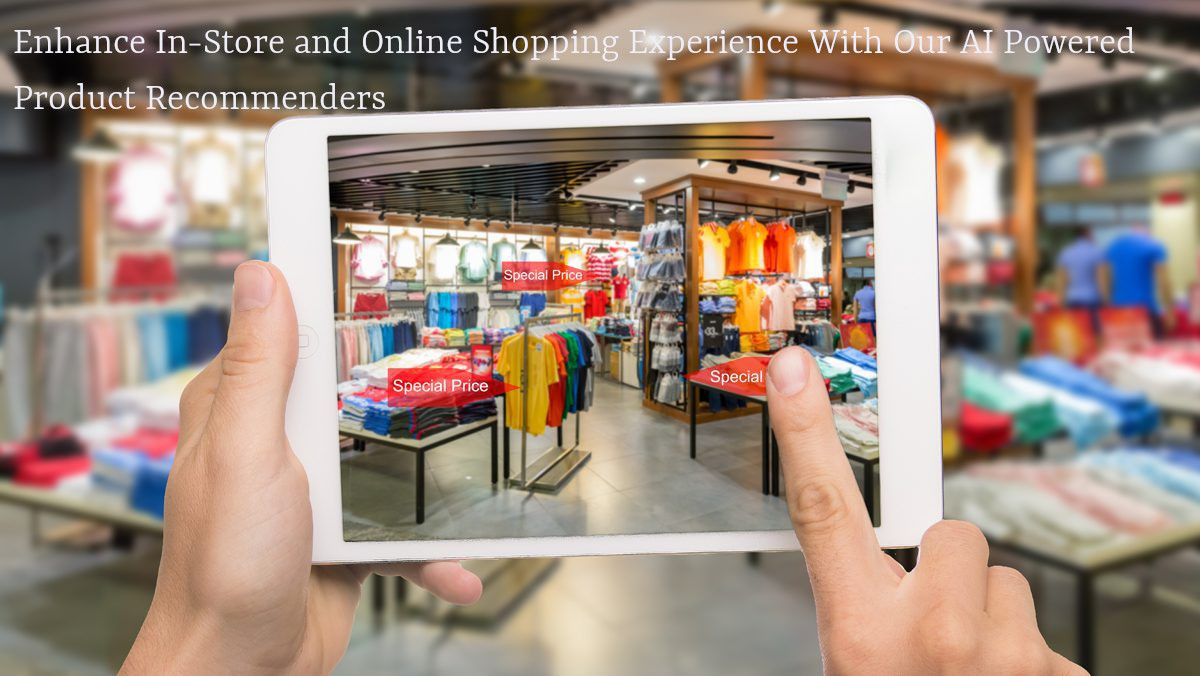 Enhance In-Store and Online Shopping Experience With Our AI Powered
Product Recommenders
Special Price
Special Price
Special